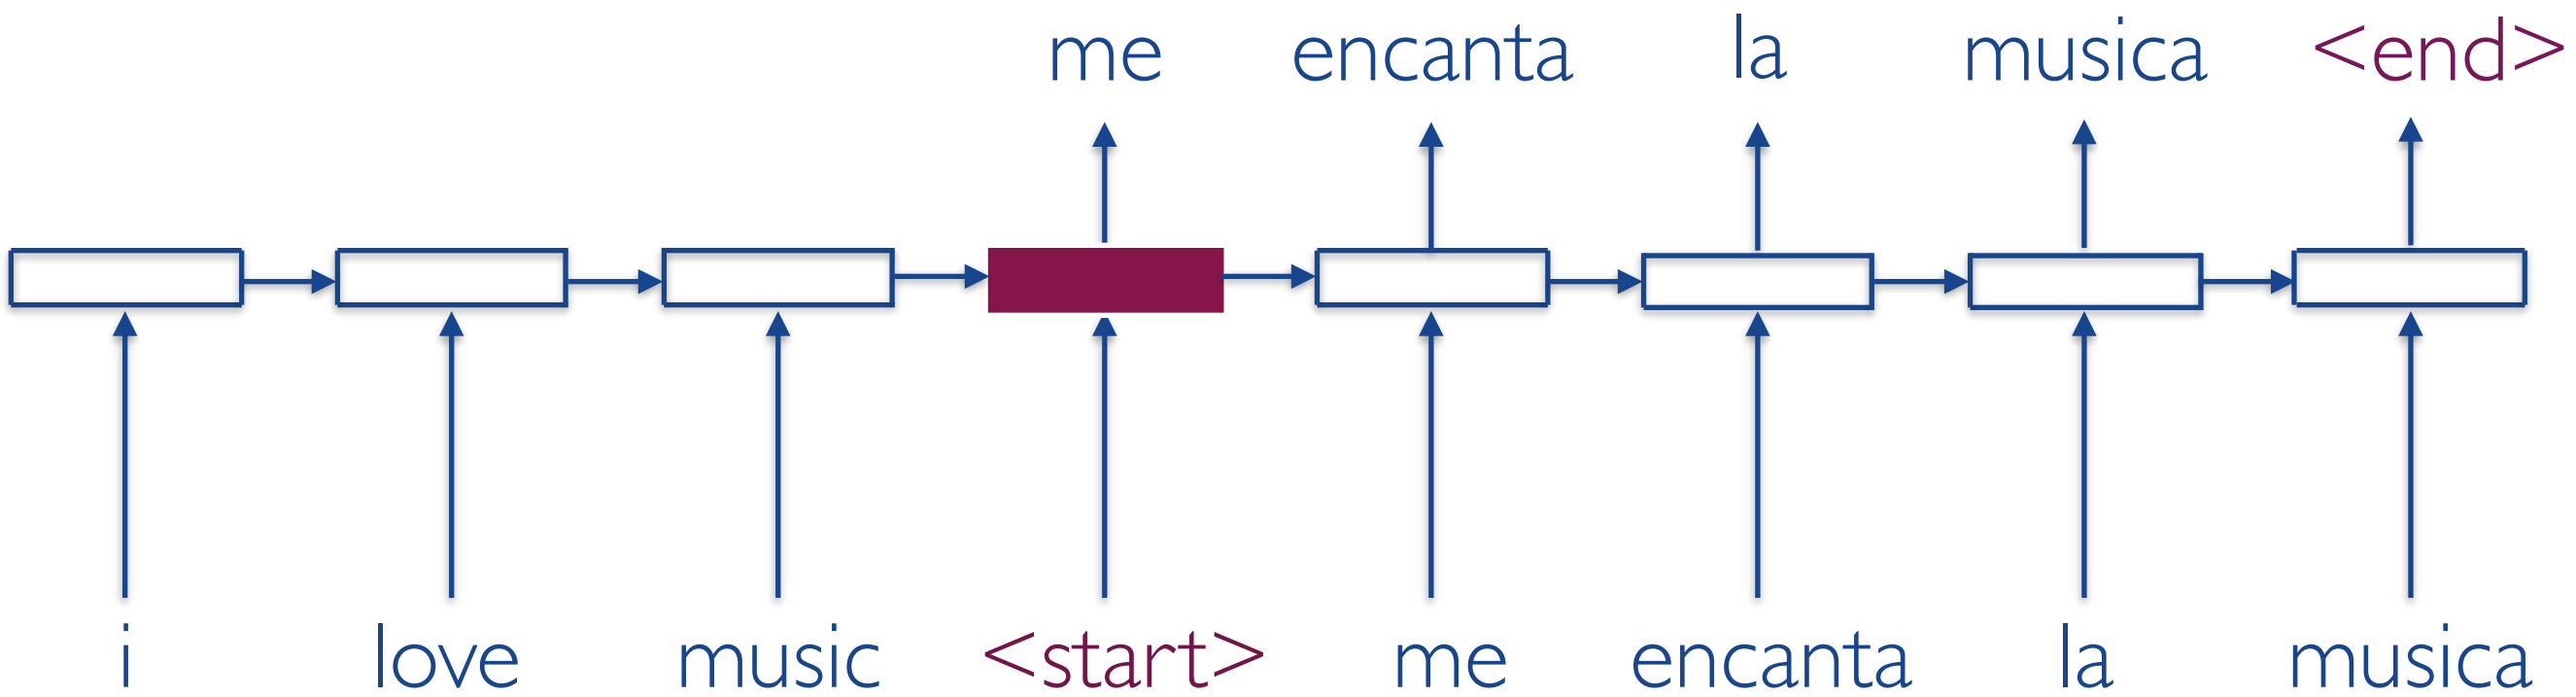 me encanta la musica <end>
i love music <start> me encanta la musica